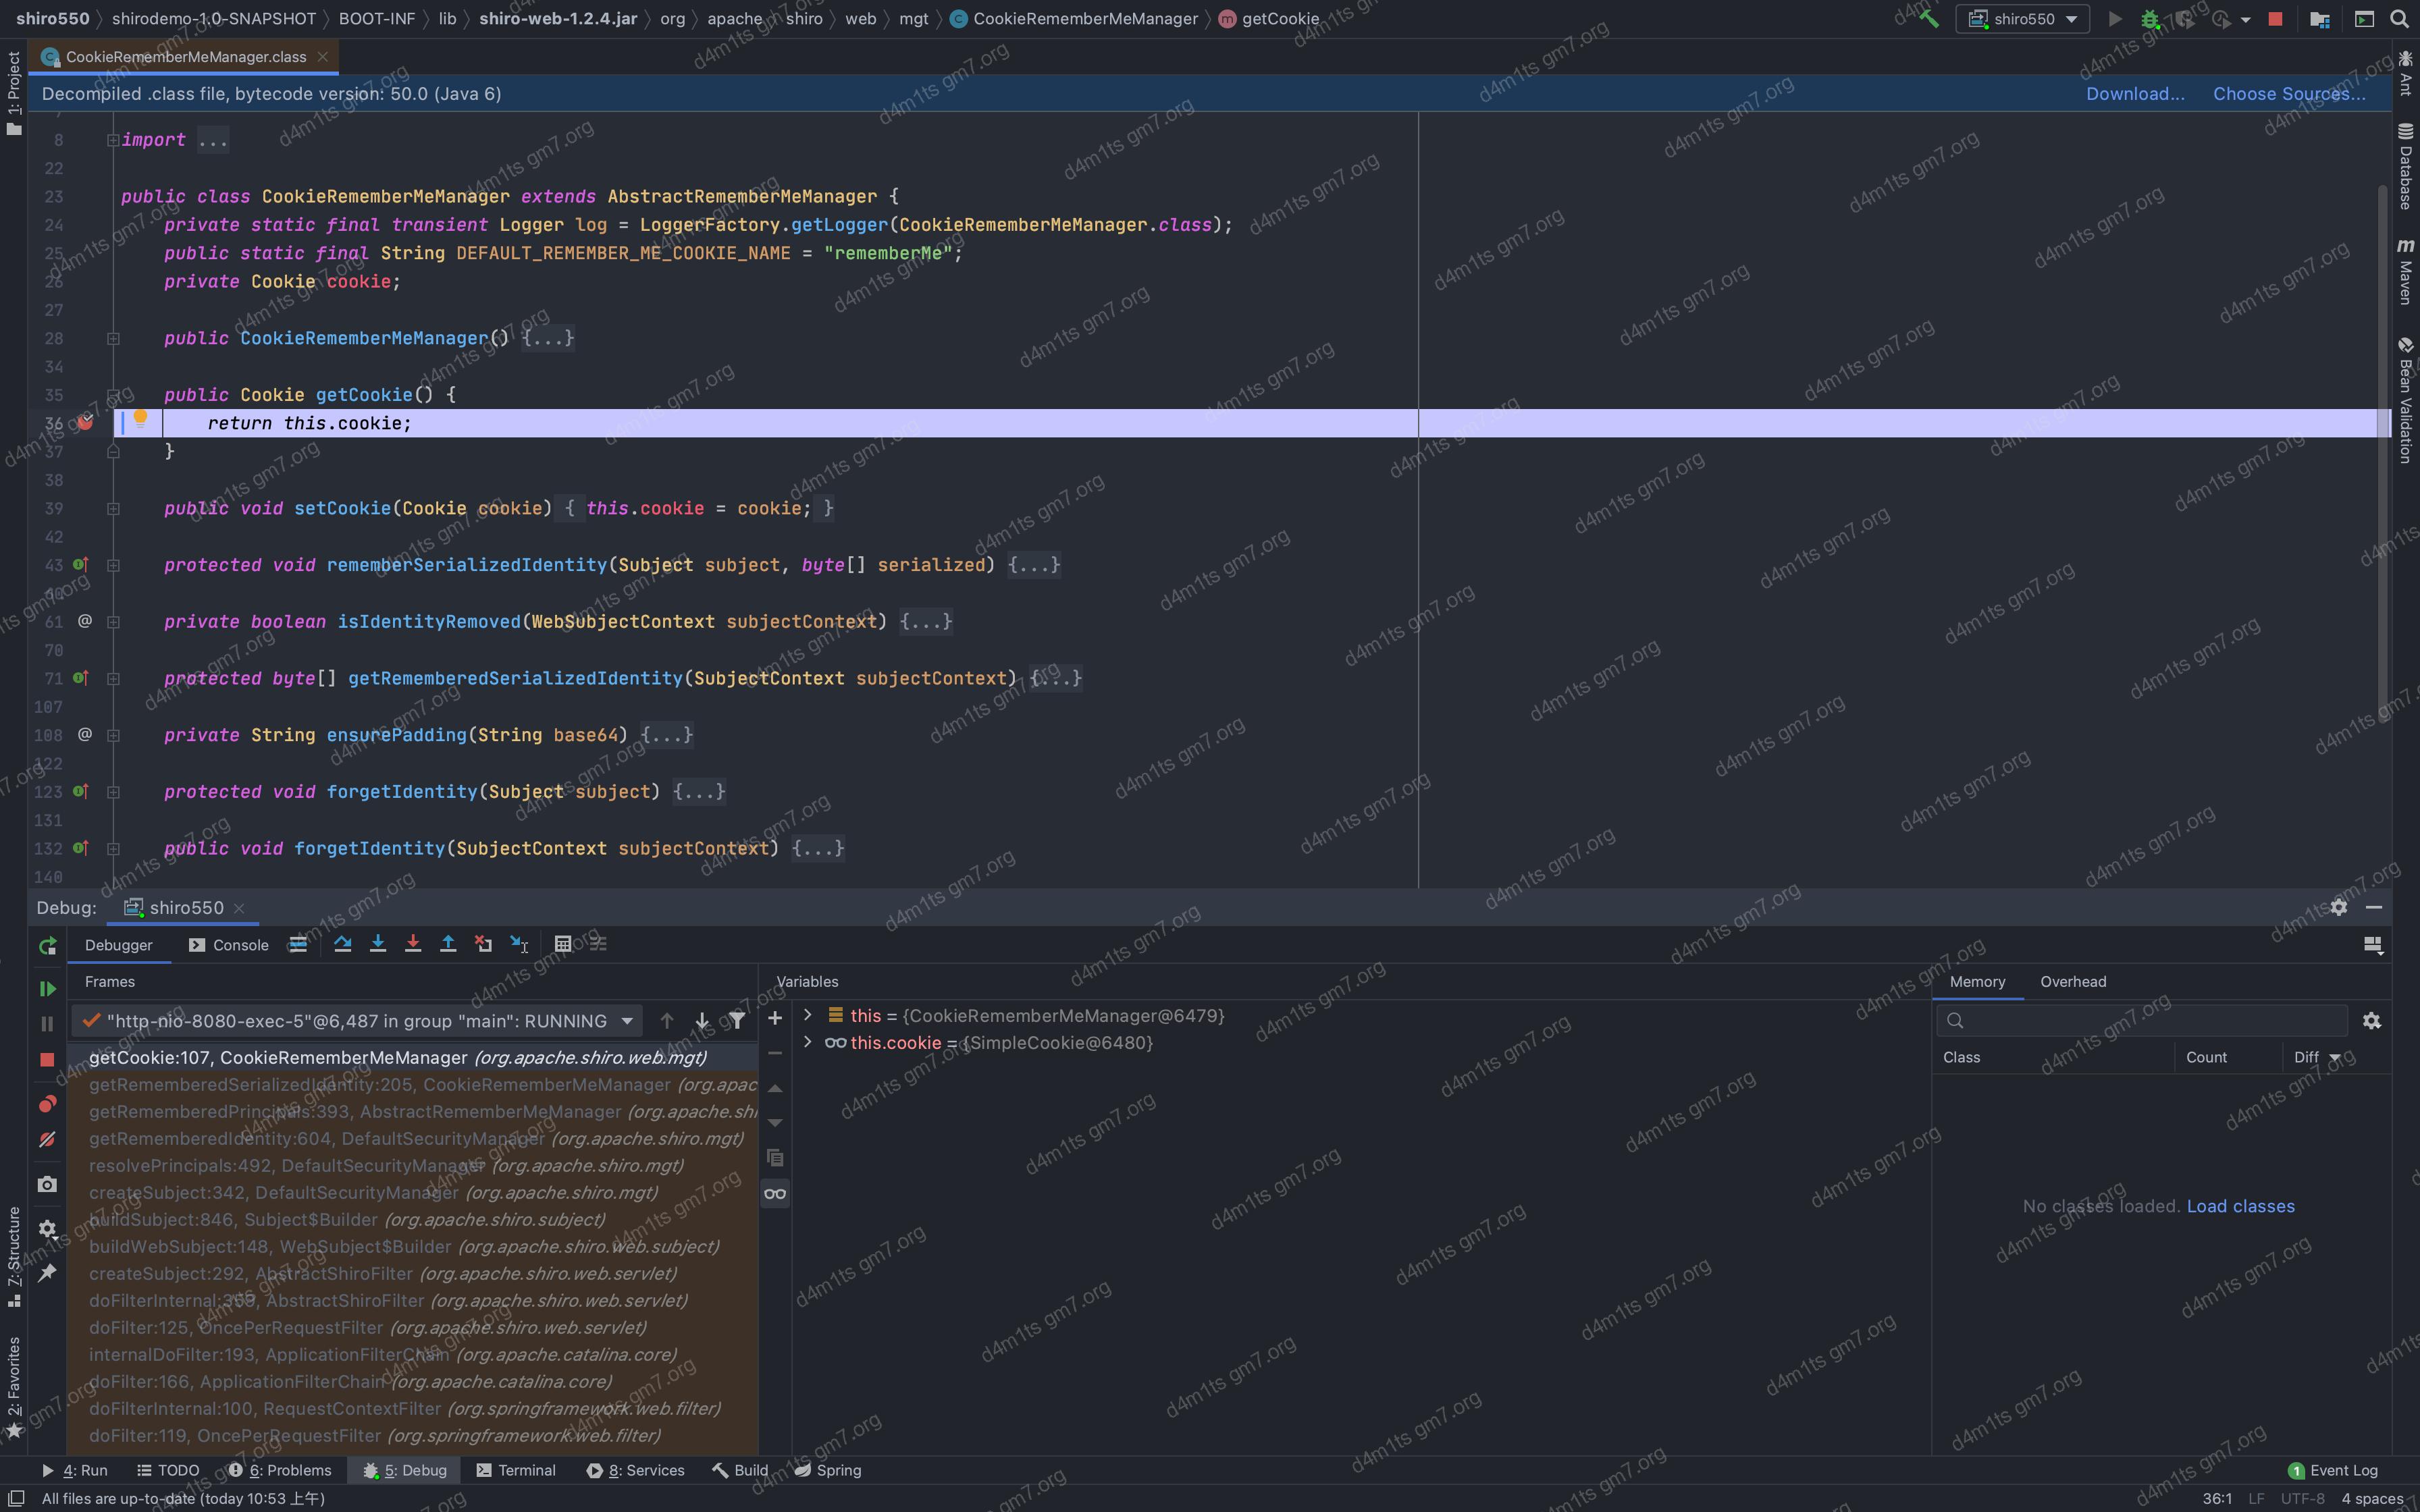 shiro550 › shirodemo-1.0-SNAPSHOT › BOOT-INF › lib › shiro-web-1.2.4.jar › org › apache › shiro › web › mgt › CookieRememberMeManager › getCookie
shiro550
CookieRememberMeManager.class
Decompiled .class file, bytecode version: 50.0 (Java 6)
Download...
Choose Sources...
1: Project
Ant
Database
Maven
Bean Validation
8 import ...
22
23 public class CookieRememberMeManager extends AbstractRememberMeManager {
24 private static final transient Logger log = LoggerFactory.getLogger(CookieRememberMeManager.class);
25 public static final String DEFAULT_REMEMBER_ME_COOKIE_NAME = "rememberMe";
26 private Cookie cookie;
27
28 public CookieRememberMeManager() {...}
34
35 public Cookie getCookie() {
36 return this.cookie;
37 }
38
39 public void setCookie(Cookie cookie) { this.cookie = cookie; }
42
43 protected void rememberSerializedIdentity(Subject subject, byte[] serialized) {...}
60
61 @ private boolean isIdentityRemoved(WebSubjectContext subjectContext) {...}
70
71 protected byte[] getRememberedSerializedIdentity(SubjectContext subjectContext) {...}
107
108 @ private String ensurePadding(String base64) {...}
122
123 protected void forgetIdentity(Subject subject) {...}
131
132 public void forgetIdentity(SubjectContext subjectContext) {...}
140
Debug: shiro550
Debugger
Console
Frames
Variables
Memory
Overhead
"http-nio-8080-exec-5"@6,487 in group "main": RUNNING
this = {CookieRememberMeManager@6479}
this.cookie = {SimpleCookie@6480}
Class
Count
Diff
No classes loaded. Load classes
getCookie:107, CookieRememberMeManager (org.apache.shiro.web.mgt)
getRememberedSerializedIdentity:205, CookieRememberMeManager (org.apac
getRememberedPrincipals:393, AbstractRememberMeManager (org.apache.shi
getRememberedIdentity:604, DefaultSecurityManager (org.apache.shiro.mgt)
resolvePrincipals:492, DefaultSecurityManager (org.apache.shiro.mgt)
createSubject:342, DefaultSecurityManager (org.apache.shiro.mgt)
buildSubject:846, Subject$Builder (org.apache.shiro.subject)
buildWebSubject:148, WebSubject$Builder (org.apache.shiro.web.subject)
createSubject:292, AbstractShiroFilter (org.apache.shiro.web.servlet)
doFilterInternal:359, AbstractShiroFilter (org.apache.shiro.web.servlet)
doFilter:125, OncePerRequestFilter (org.apache.shiro.web.servlet)
internalDoFilter:193, ApplicationFilterChain (org.apache.catalina.core)
doFilter:166, ApplicationFilterChain (org.apache.catalina.core)
doFilterInternal:100, RequestContextFilter (org.springframework.web.filter)
doFilter:119, OncePerRequestFilter (org.springframework.web.filter)
7: Structure
2: Favorites
4: Run
TODO
6: Problems
5: Debug
Terminal
8: Services
Build
Spring
1 Event Log
All files are up-to-date (today 10:53 上午)
36:1
LF
UTF-8
4 spaces
d4m1ts gm7.org